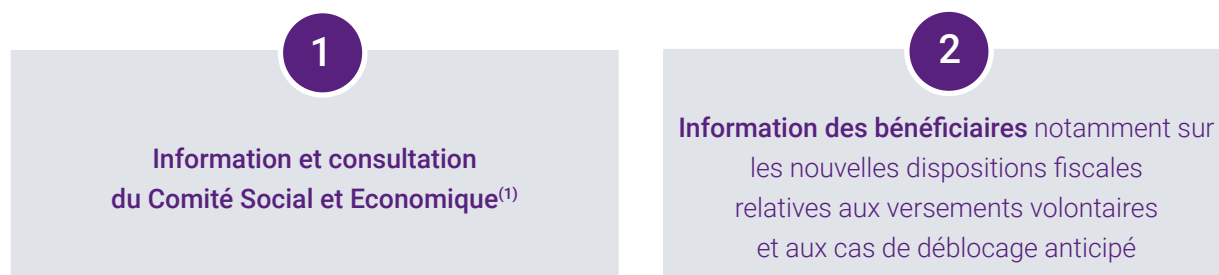 1
Information et consultation
du Comité Social et Economique(1)
2
Information des bénéficiaires notamment sur
les nouvelles dispositions fiscales
relatives aux versements volontaires
et aux cas de déblocage anticipé